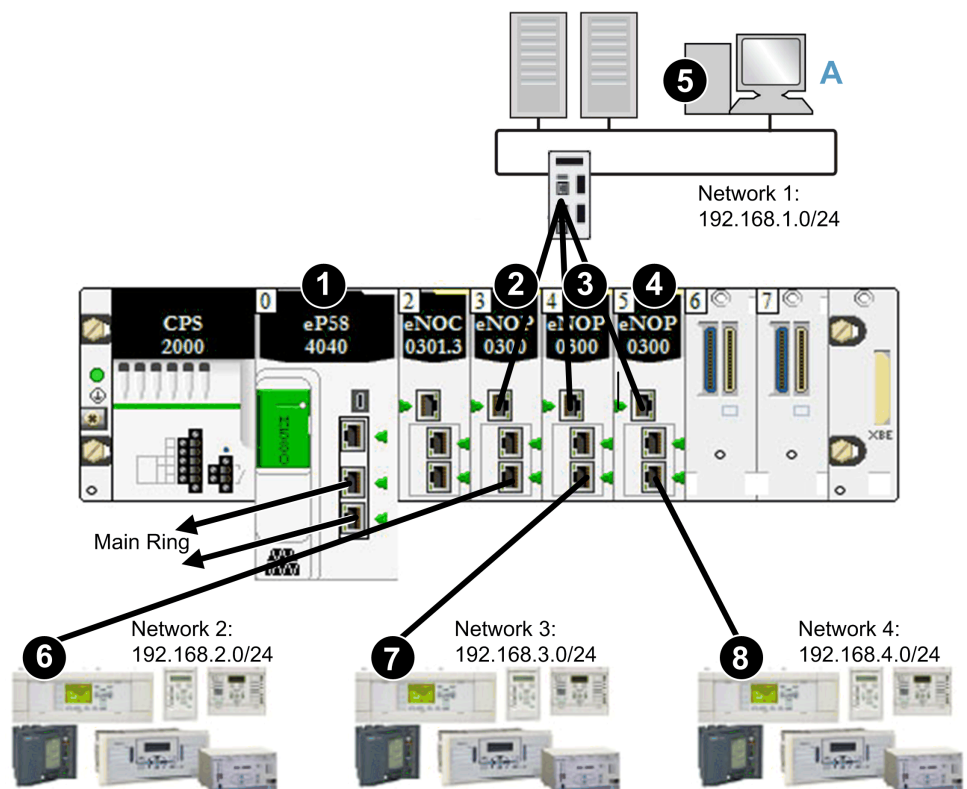 5
A
Network 1:
192.168.1.0/24
1
2
3
4
0
2
3
4
5
6
7
CPS
2000
eP58
4040
eNOC
0301.3
eNOP
0300
eNOP
0300
eNOP
0300
XBE
Main Ring
6
Network 2:
192.168.2.0/24
7
Network 3:
192.168.3.0/24
8
Network 4:
192.168.4.0/24